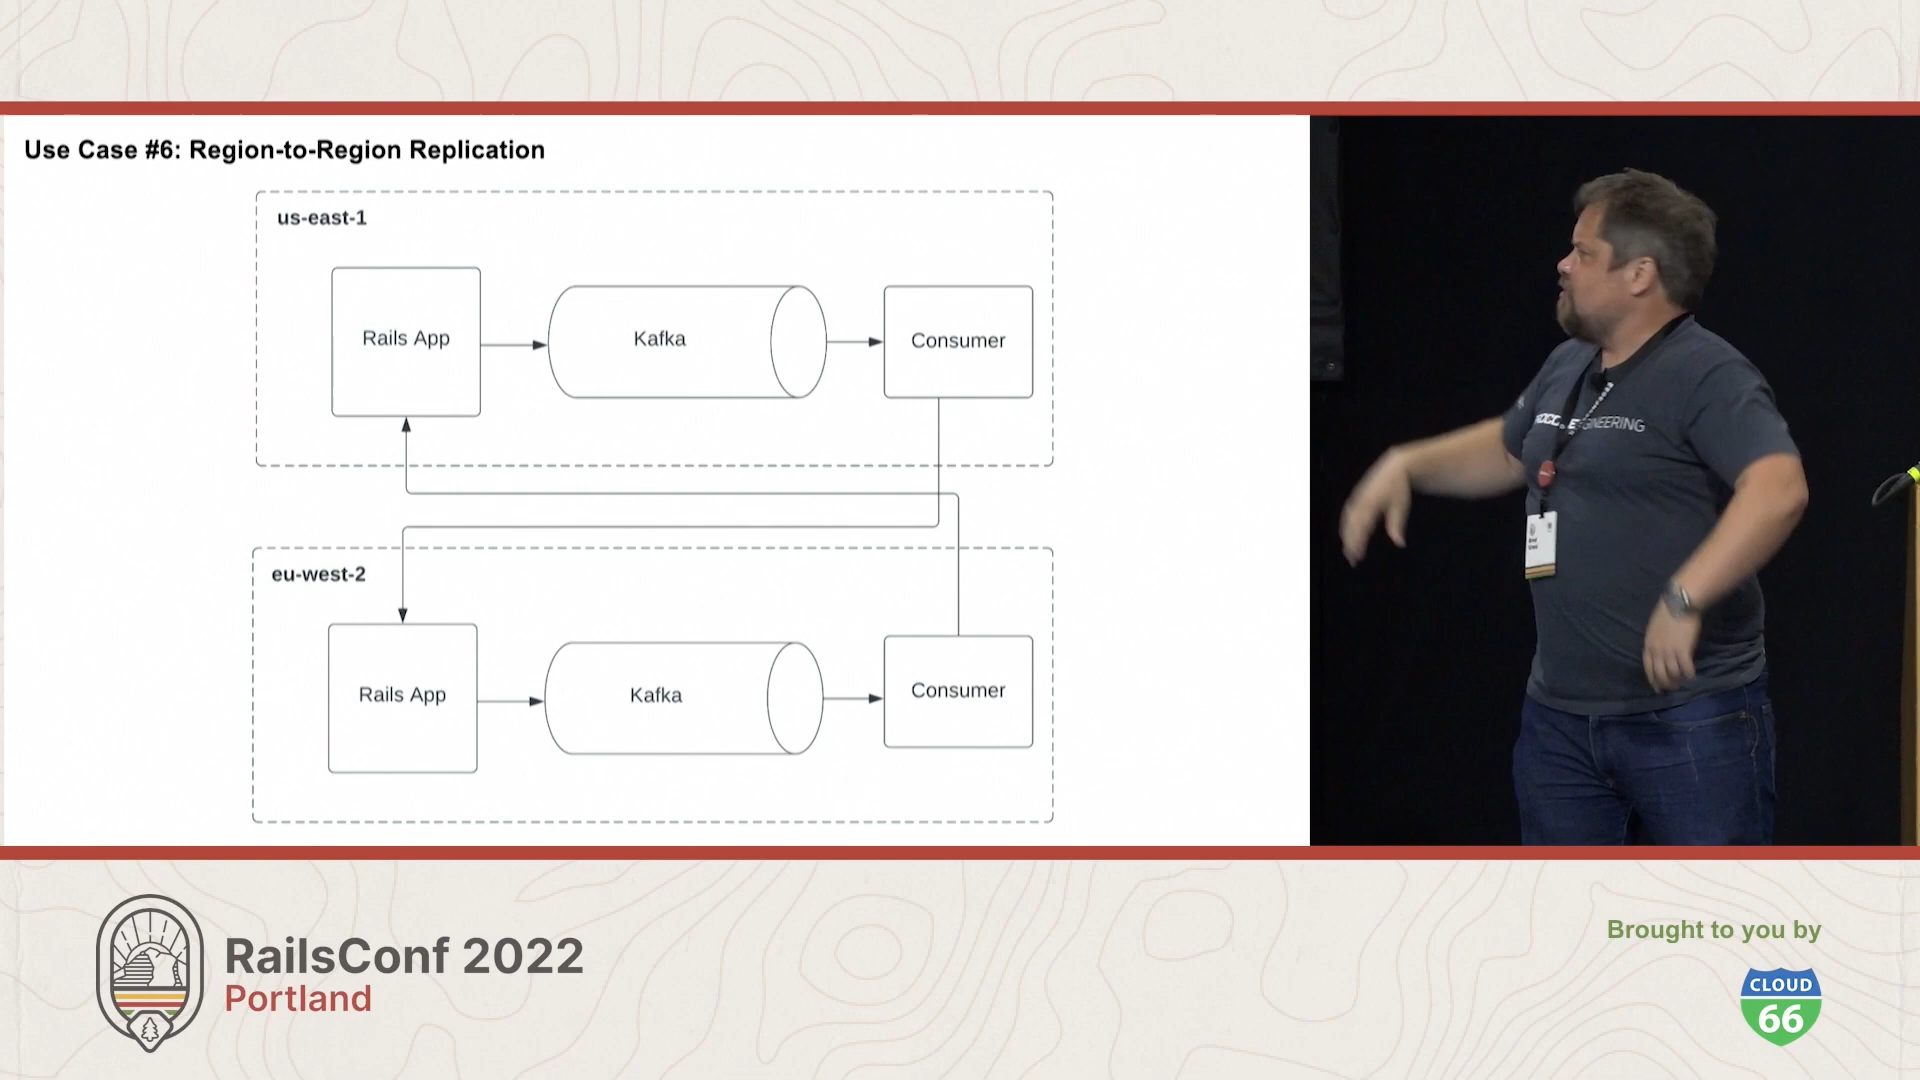 Use Case #6: Region-to-Region Replication
us-east-1
Rails App
Kafka
Consumer
eu-west-2
Rails App
Kafka
Consumer
RailsConf 2022
Portland
Brought to you by
CLOUD
66